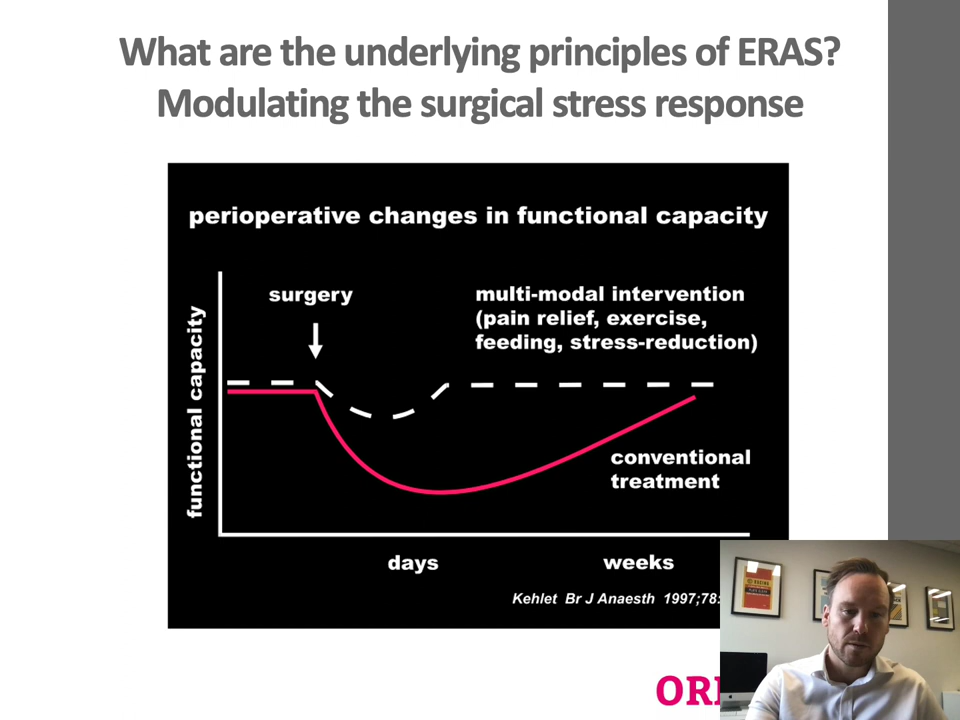 What are the underlying principles of ERAS?
Modulating the surgical stress response
perioperative changes in functional capacity
surgery
multi-modal intervention
(pain relief, exercise,
feeding, stress-reduction)
functional capacity
conventional
treatment
days
weeks
Kehlet Br J Anaesth 1997;78: